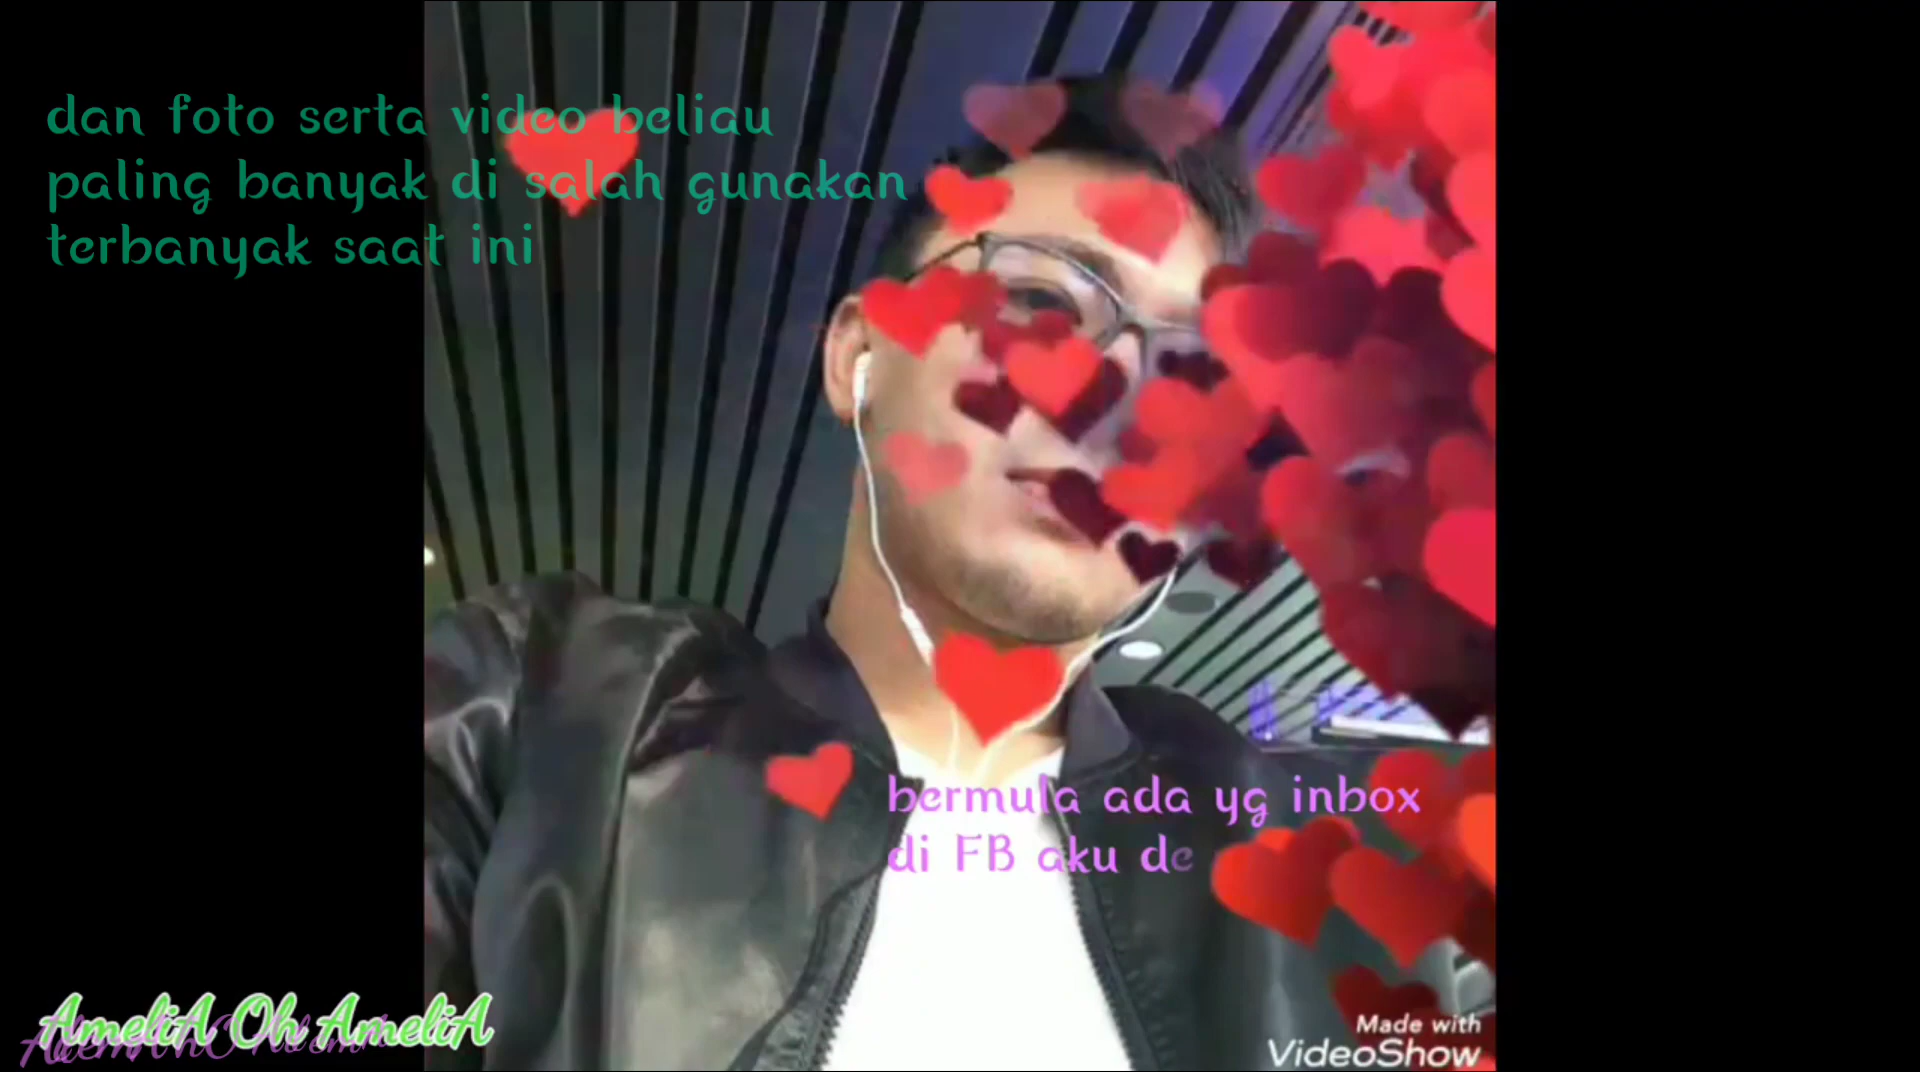 dan foto serta video beliau
paling banyak di salah gunakan
terbanyak saat ini
bermula ada yg inbox
di FB aku de
AmeliA Oh AmeliA
Made with
VideoShow